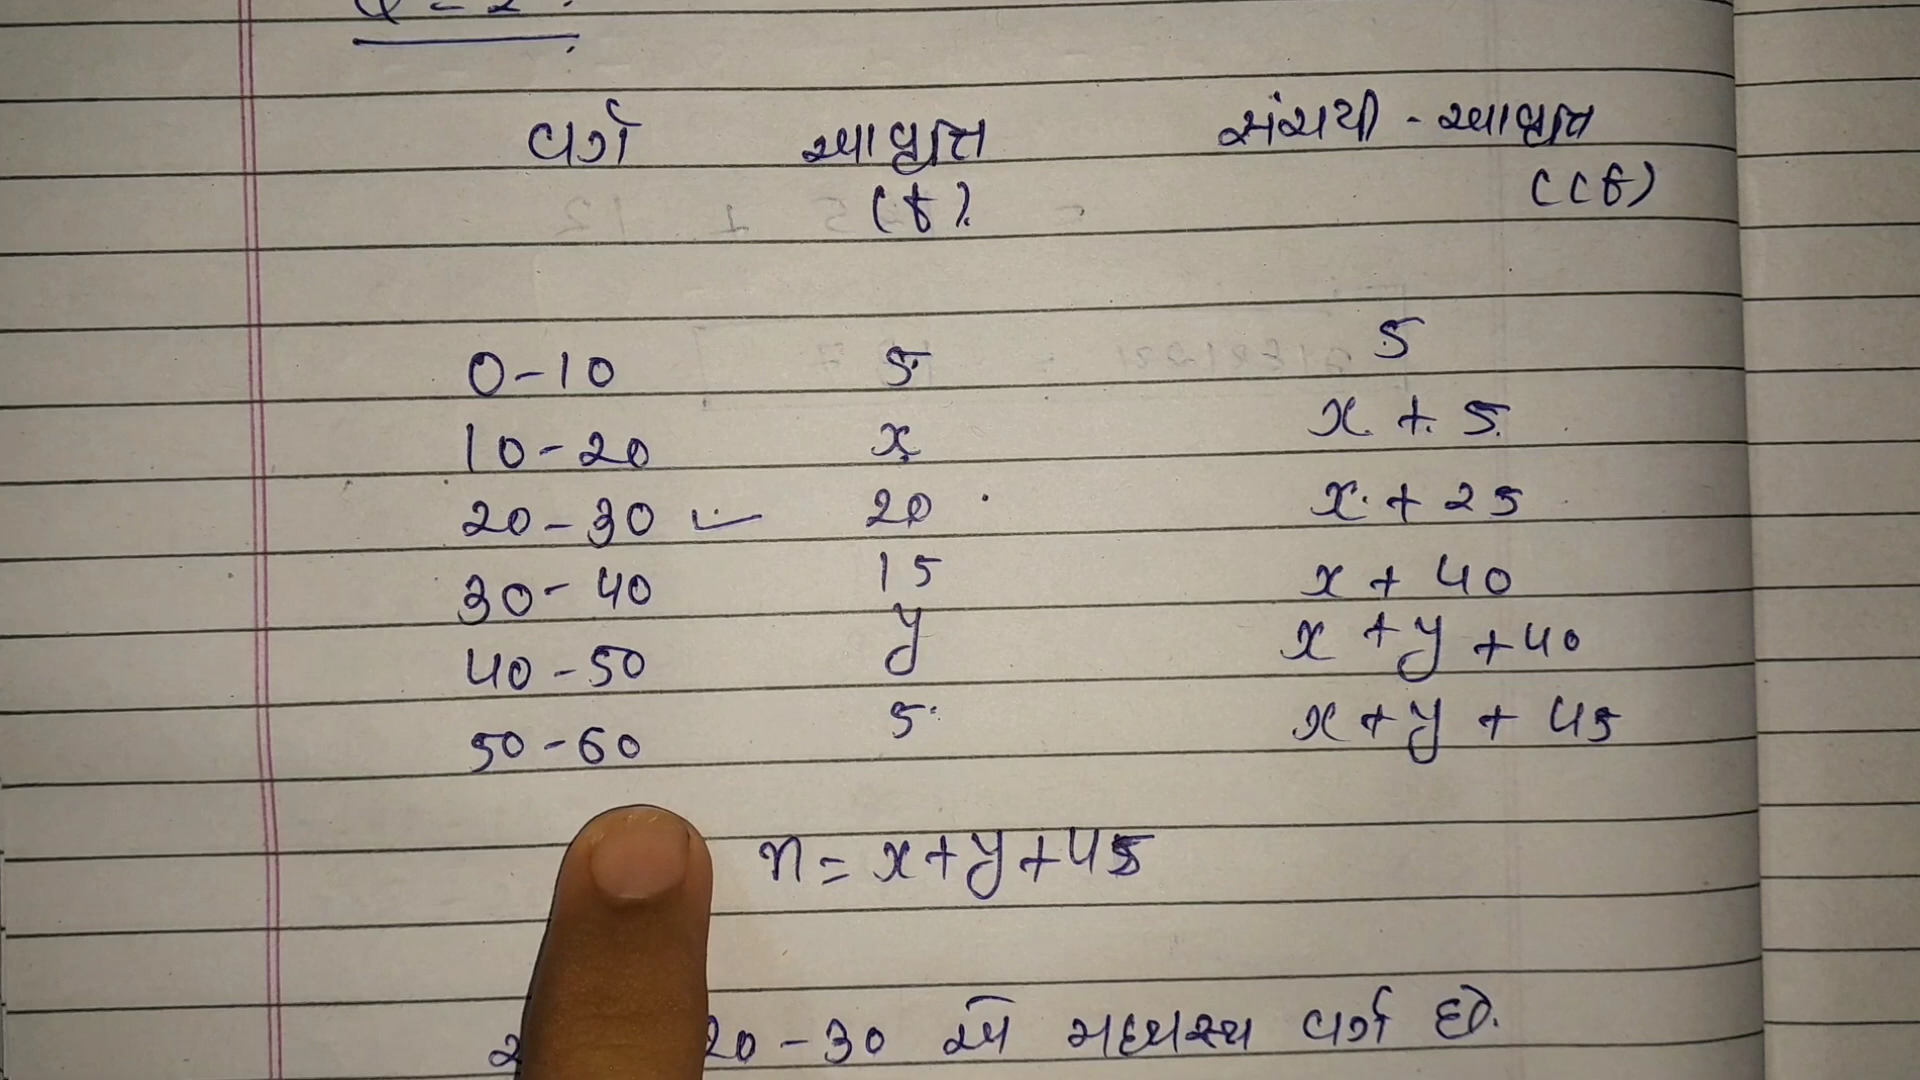 વર્ગ આવૃત્તિ સંચયી - આવૃત્તિ
(f). (cf)
0-10 5 5
10-20 x x + 5
20-30 20 x + 25
30-40 15 x + 40
40-50 y x + y + 40
50-60 5 x + y + 45
n = x + y + 45
20-30 એ મધ્યસ્થ વર્ગ છે.